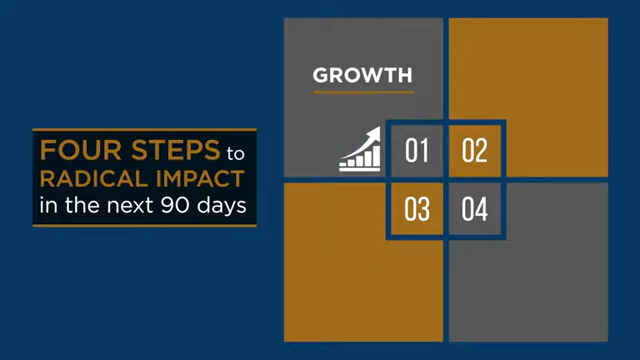 FOUR STEPS to
RADICAL IMPACT
in the next 90 days
GROWTH
01 02
03 04